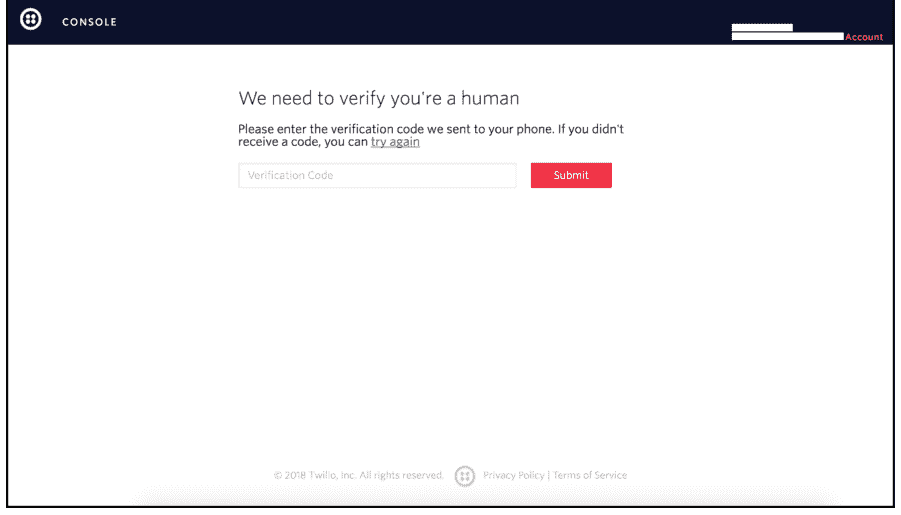 CONSOLE
Account
We need to verify you're a human
Please enter the verification code we sent to your phone. If you didn't
receive a code, you can try again
Verification Code
Submit
© 2018 Twilio, Inc. All rights reserved. Privacy Policy | Terms of Service